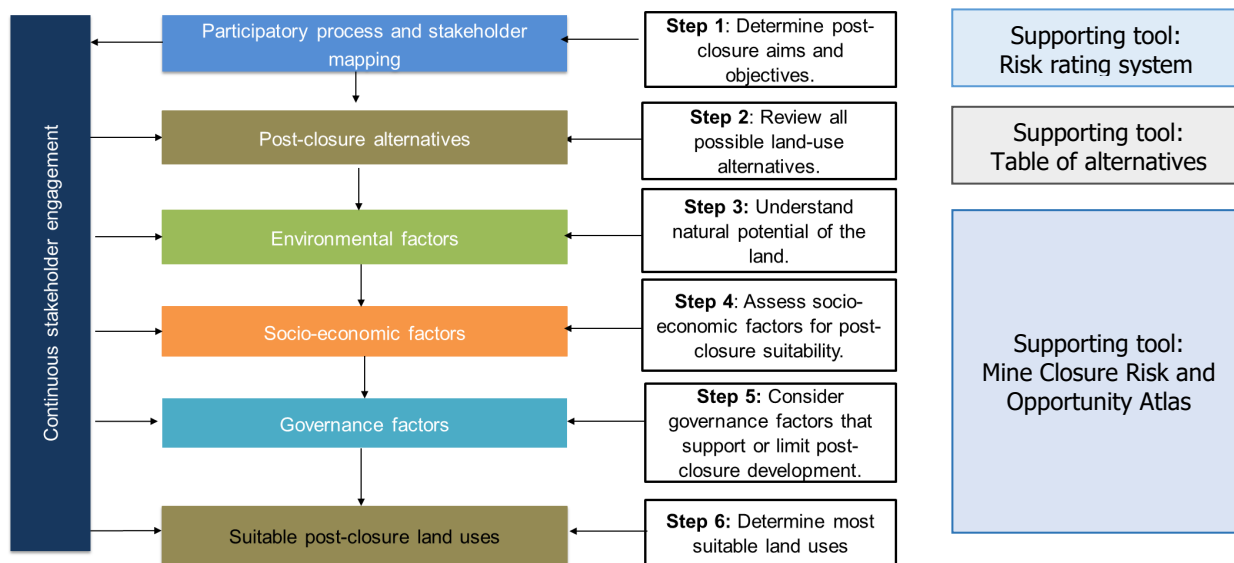 Continuous stakeholder engagement
Participatory process and stakeholder
mapping
Step 1: Determine post-
closure aims and
objectives.
Supporting tool:
Risk rating system
Post-closure alternatives
Step 2: Review all
possible land-use
alternatives.
Supporting tool:
Table of alternatives
Environmental factors
Step 3: Understand
natural potential of the
land.
Socio-economic factors
Step 4: Assess socio-
economic factors for post-
closure suitability.
Supporting tool:
Mine Closure Risk and
Opportunity Atlas
Governance factors
Step 5: Consider
governance factors that
support or limit post-
closure development.
Suitable post-closure land uses
Step 6: Determine most
suitable land uses